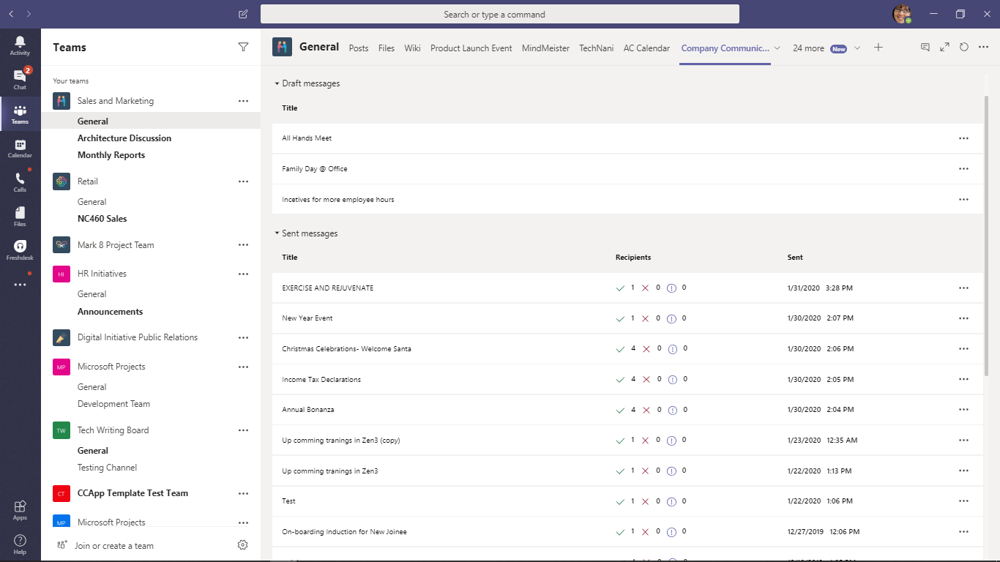 Search or type a command
Activity
Chat
2
Teams
Calendar
Calls
Files
Freshdesk
Apps
Help
Teams
Your teams
Sales and Marketing
General
Architecture Discussion
Monthly Reports
Retail
General
NC460 Sales
Mark 8 Project Team
HI HR Initiatives
General
Announcements
Digital Initiative Public Relations
MP Microsoft Projects
General
Development Team
TW Tech Writing Board
General
Testing Channel
CT CCApp Template Test Team
MP Microsoft Projects
Join or create a team
General Posts Files Wiki Product Launch Event MindMeister TechNani AC Calendar Company Communic... 24 more New
Draft messages
Title
All Hands Meet
Family Day @ Office
Incetives for more employee hours
Sent messages
Title Recipients Sent
EXERCISE AND REJUVENATE 1 0 0 1/31/2020 3:28 PM
New Year Event 1 0 0 1/30/2020 2:07 PM
Christmas Celebrations- Welcome Santa 4 0 0 1/30/2020 2:06 PM
Income Tax Declarations 4 0 0 1/30/2020 2:05 PM
Annual Bonanza 4 0 0 1/30/2020 2:04 PM
Up comming tranings in Zen3 (copy) 1 0 0 1/23/2020 12:35 AM
Up comming tranings in Zen3 1 0 0 1/22/2020 1:13 PM
Test 1 0 0 1/22/2020 1:06 PM
On-boarding Induction for New Joinee 1 0 0 12/27/2019 12:06 PM